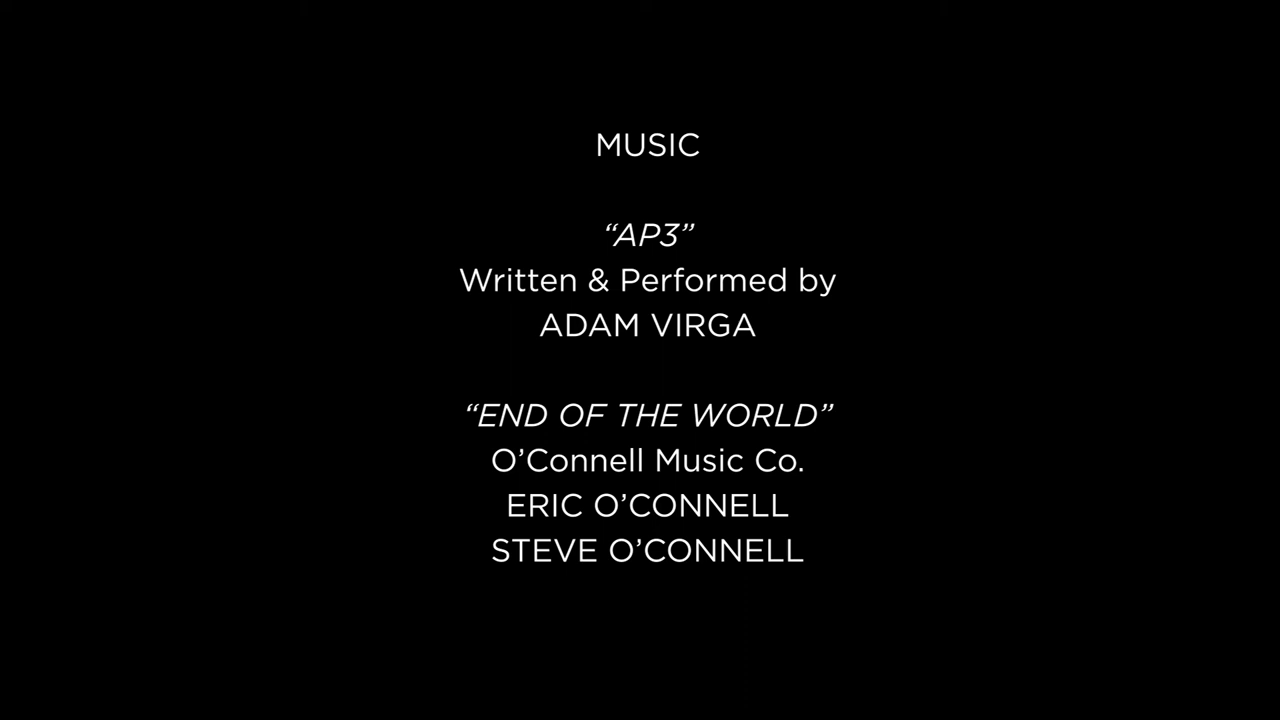 MUSIC
“AP3”
Written & Performed by
ADAM VIRGA
“END OF THE WORLD”
O’Connell Music Co.
ERIC O’CONNELL
STEVE O’CONNELL